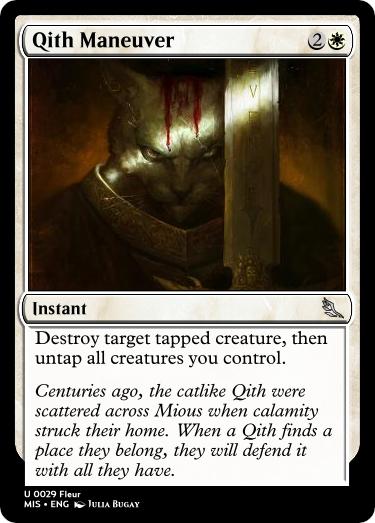 Qith Maneuver 2
Instant
Destroy target tapped creature, then
untap all creatures you control.
Centuries ago, the catlike Qith were
scattered across Mious when calamity
struck their home. When a Qith finds a
place they belong, they will defend it
with all they have.
U 0029 Fleur
MIS • ENG Julia Bugay